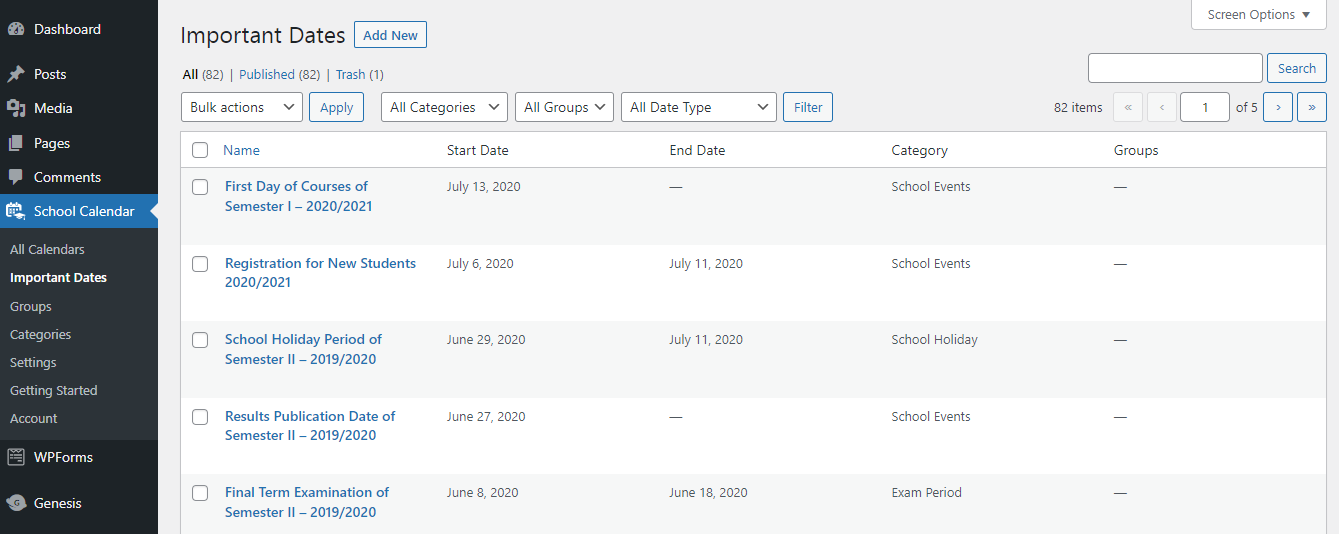 Dashboard
Posts
Media
Pages
Comments
School Calendar
All Calendars
Important Dates
Groups
Categories
Settings
Getting Started
Account
WPForms
Genesis
Screen Options ▼
Important Dates Add New
All (82) | Published (82) | Trash (1)
Search
Bulk actions Apply All Categories All Groups All Date Type Filter 82 items « ‹ 1 of 5 › »
Name Start Date End Date Category Groups
First Day of Courses of July 13, 2020 — School Events —
Semester I – 2020/2021
Registration for New Students July 6, 2020 July 11, 2020 School Events —
2020/2021
School Holiday Period of June 29, 2020 July 11, 2020 School Holiday —
Semester II – 2019/2020
Results Publication Date of June 27, 2020 — School Events —
Semester II – 2019/2020
Final Term Examination of June 8, 2020 June 18, 2020 Exam Period —
Semester II – 2019/2020